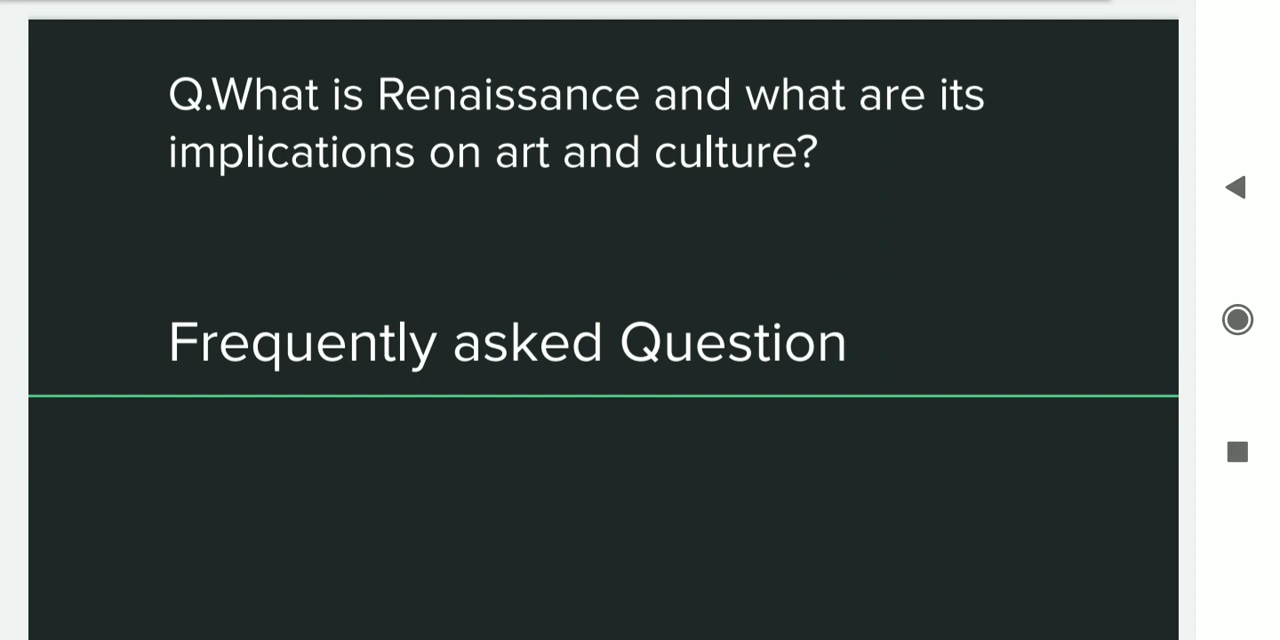 Q.What is Renaissance and what are its
implications on art and culture?
Frequently asked Question